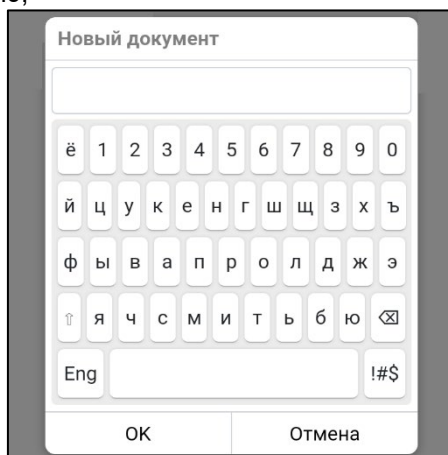 Новый документ
ё 1 2 3 4 5 6 7 8 9 0
й ц у к е н г ш щ з х ъ
ф ы в а п р о л д ж э
⇧ я ч с м и т ь б ю ⌫
Eng !#$
OK Отмена